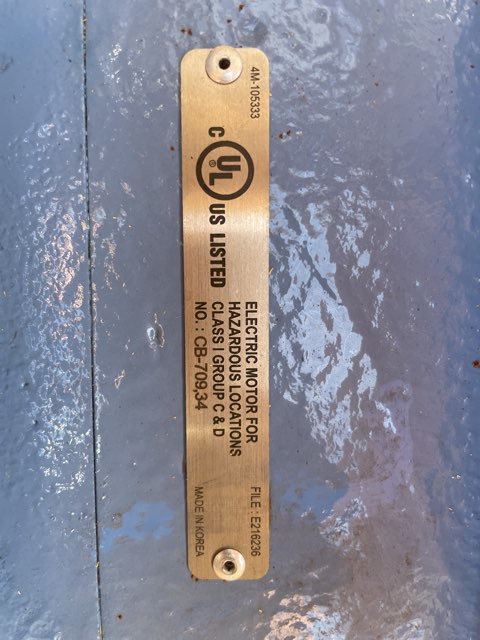 4M-105333
C UL® US LISTED
ELECTRIC MOTOR FOR
HAZARDOUS LOCATIONS
CLASS I GROUP C & D
NO. : CB-709,34
FILE : E216236
MADE IN KOREA